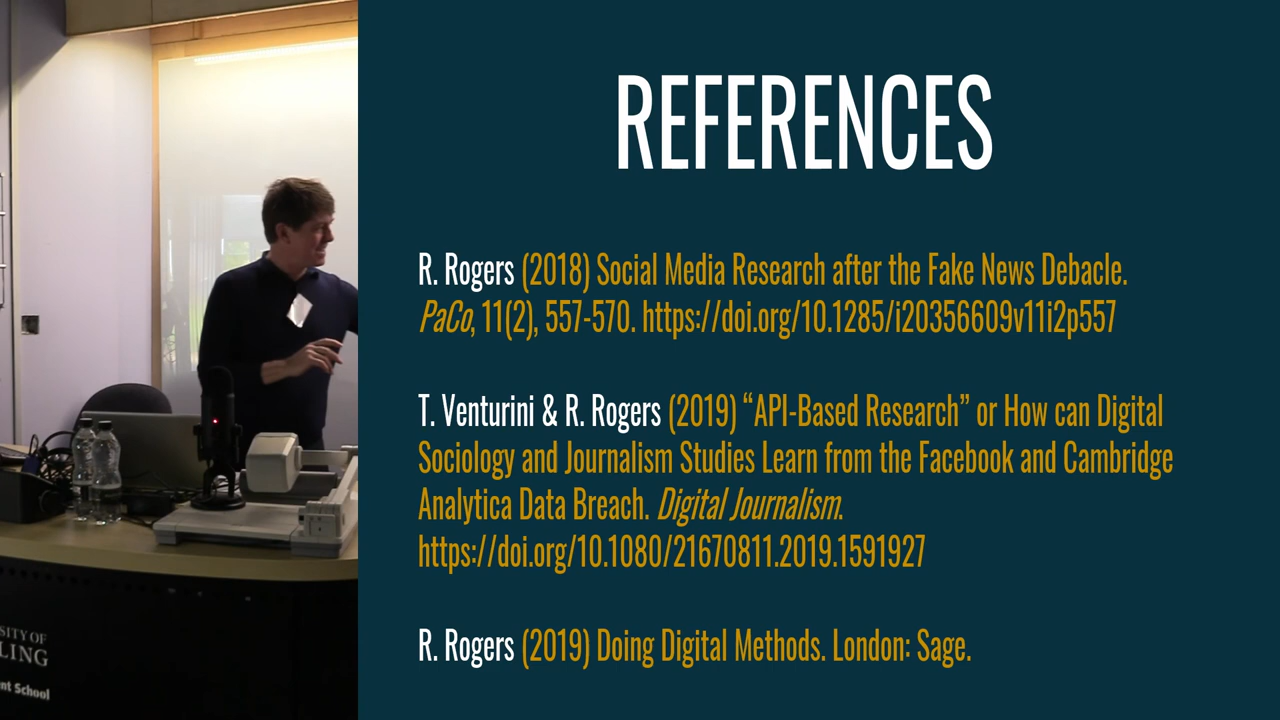 REFERENCES
R. Rogers (2018) Social Media Research after the Fake News Debacle.
PaCo, 11(2), 557-570. https://doi.org/10.1285/i20356609v11i2p557
T. Venturini & R. Rogers (2019) “API-Based Research” or How can Digital
Sociology and Journalism Studies Learn from the Facebook and Cambridge
Analytica Data Breach. Digital Journalism.
https://doi.org/10.1080/21670811.2019.1591927
R. Rogers (2019) Doing Digital Methods. London: Sage.
SITY OF
LING
nt School